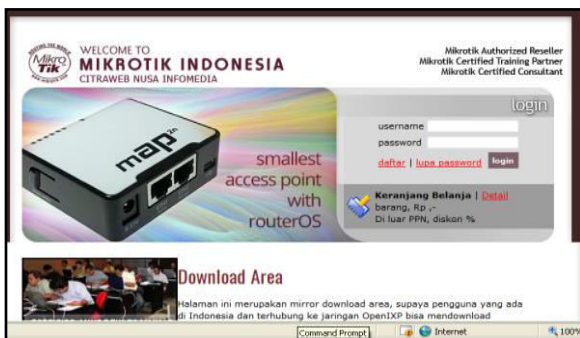 WELCOME TO
MIKROTIK INDONESIA
CITRAWEB NUSA INFOMEDIA
Mikrotik Authorized Reseller
Mikrotik Certified Training Partner
Mikrotik Certified Consultant
Mikro
Tik
login
username
password
daftar | lupa password login
map 2n
smallest
access point
with
routerOS
Keranjang Belanja | Detail
barang, Rp ,-
Di luar PPN, diskon %
Download Area
Halaman ini merupakan mirror download area, supaya pengguna yang ada
di Indonesia dan terhubung ke jaringan OpenIXP bisa mendownload
Command Prompt
Internet
100%